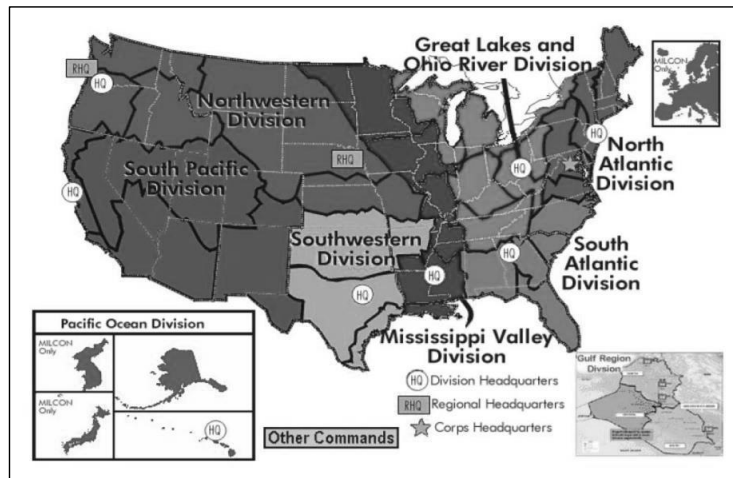 Great Lakes and
Ohio River Division
MILCON
Only
RHQ
HQ
Northwestern
Division
HQ
North
Atlantic
Division
RHQ
HQ
South Pacific
Division
HQ
Southwestern
Division
HQ
South
Atlantic
Division
HQ
HQ
Mississippi Valley
Division
Pacific Ocean Division
MILCON
Only
MILCON
Only
HQ
HQ Division Headquarters
RHQ Regional Headquarters
Corps Headquarters
Other Commands
Gulf Region
Division